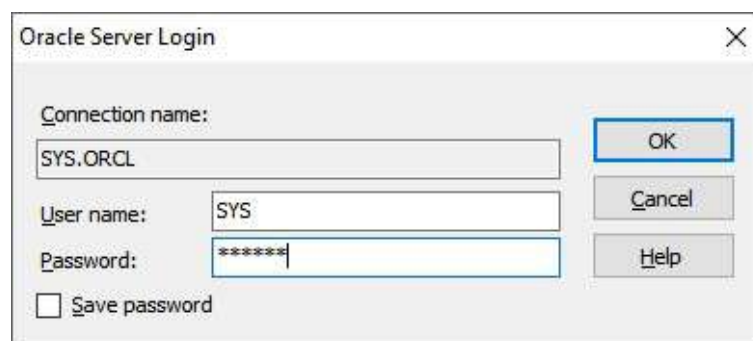 Oracle Server Login
Connection name:
SYS.ORCL
OK
User name:
SYS
Cancel
Password:
******
Help
Save password